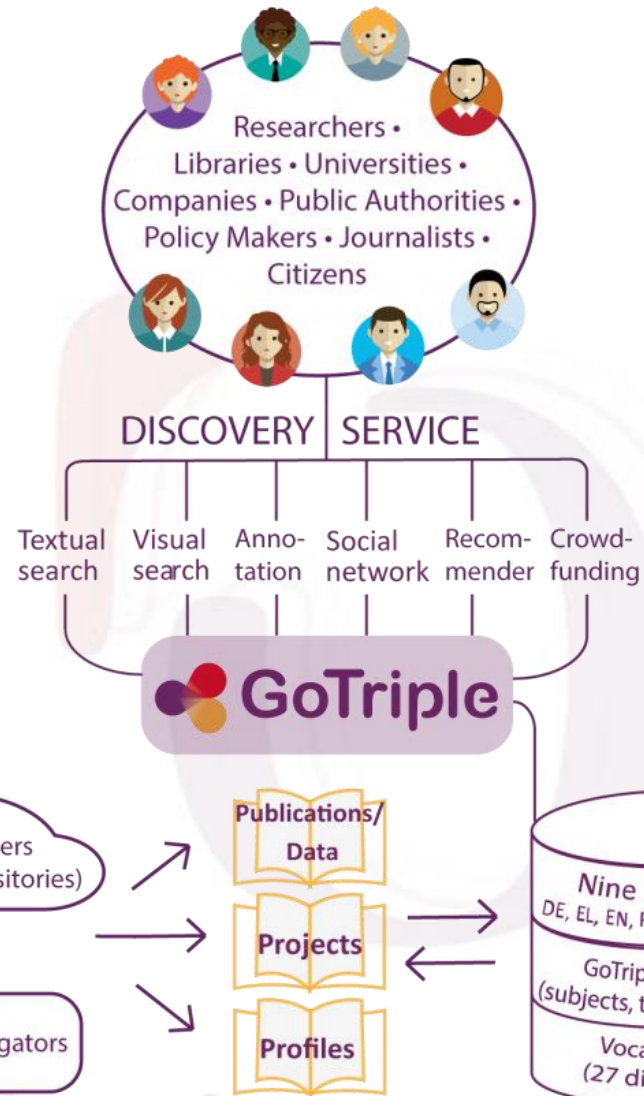 Researchers •
Libraries • Universities •
Companies • Public Authorities •
Policy Makers • Journalists •
Citizens
DISCOVERY SERVICE
Textual
search
Visual
search
Anno-
tation
Social
network
Recom-
mender
Crowd-
funding
GoTriple
ers
sitories)
gators
Publications/
Data
Projects
Profiles
Nine
DE, EL, EN,
GoTrip
(subjects, t
Voca
(27 di